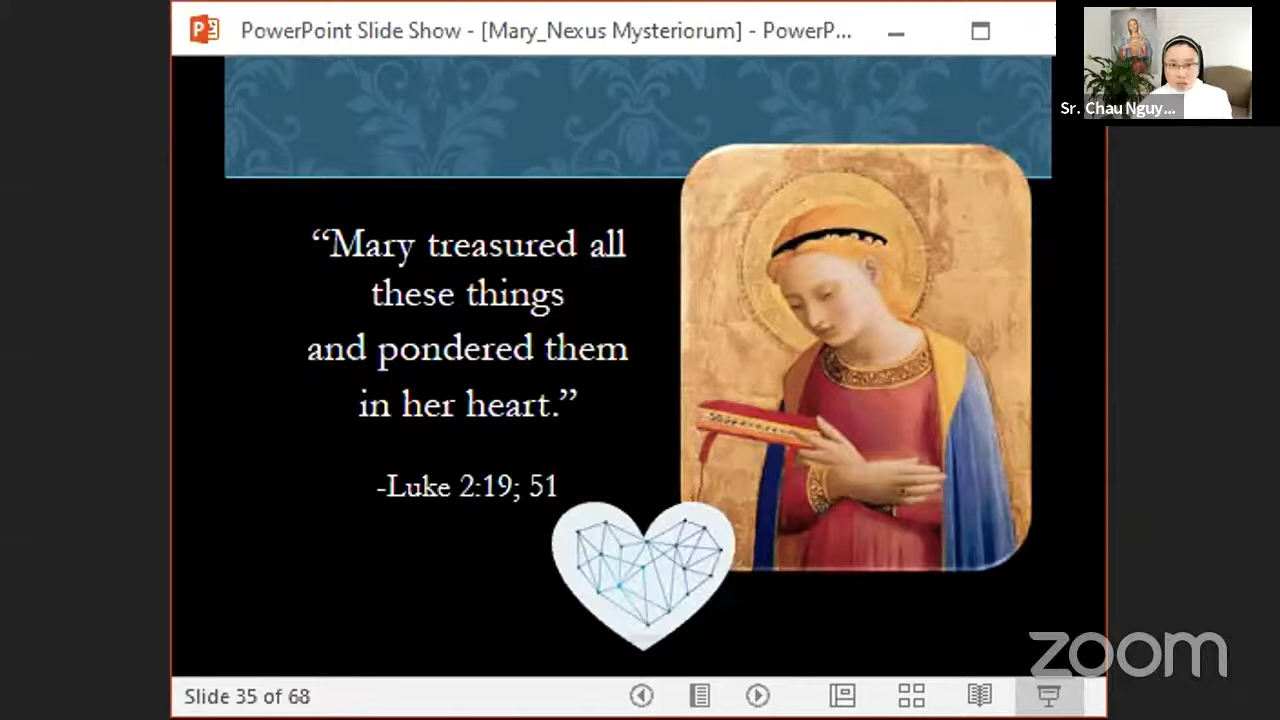 PowerPoint Slide Show - [Mary_Nexus Mysteriorum] - PowerP...
Sr. Chau Nguy...
“Mary treasured all
these things
and pondered them
in her heart.”
-Luke 2:19; 51
zoom
Slide 35 of 68